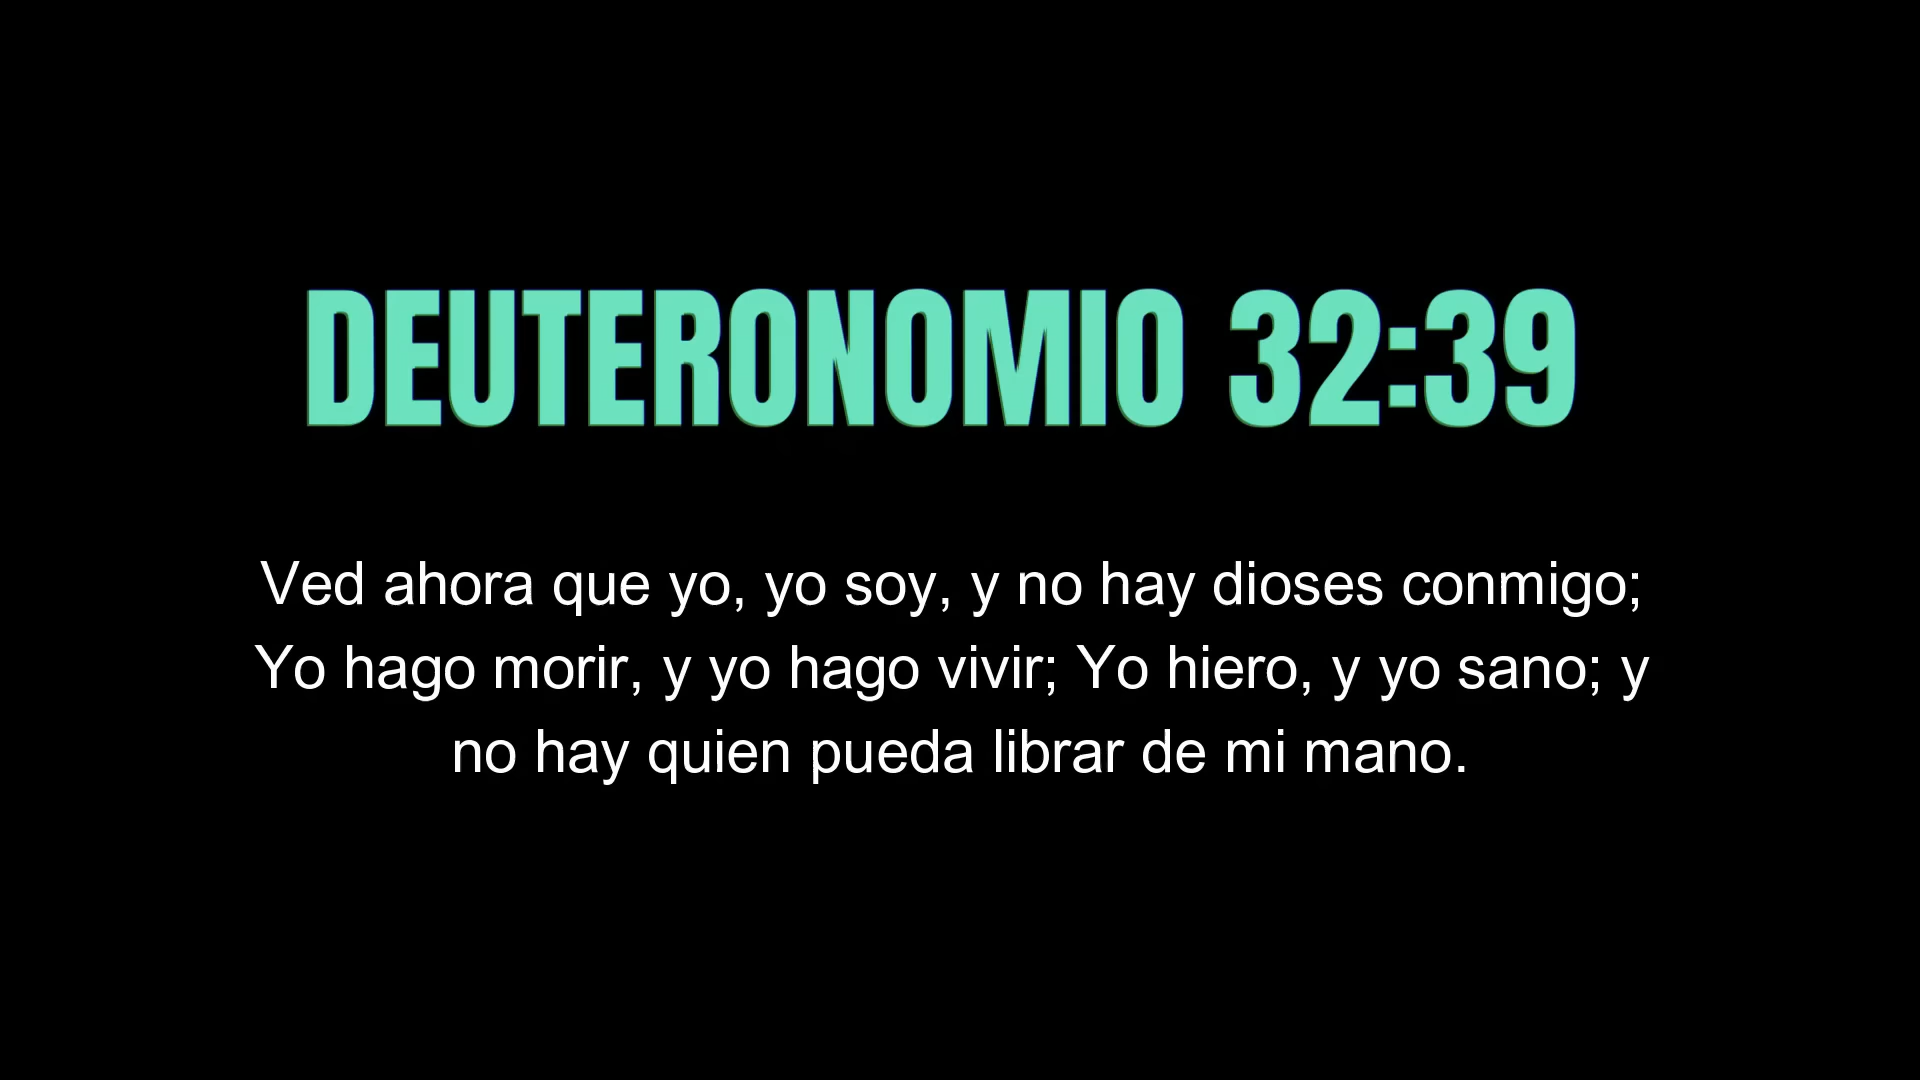 DEUTERONOMIO 32:39
Ved ahora que yo, yo soy, y no hay dioses conmigo;
Yo hago morir, y yo hago vivir; Yo hiero, y yo sano; y
no hay quien pueda librar de mi mano.